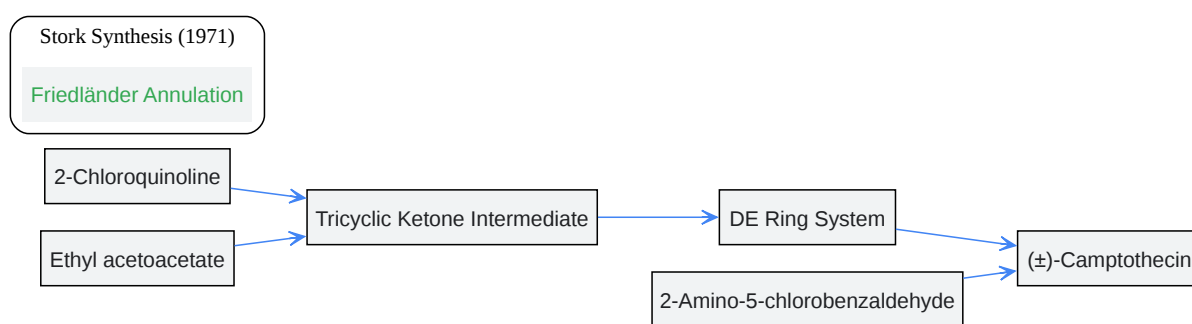 Stork Synthesis (1971)
Friedländer Annulation
2-Chloroquinoline
Ethyl acetoacetate
Tricyclic Ketone Intermediate
DE Ring System
2-Amino-5-chlorobenzaldehyde
(±)-Camptothecin